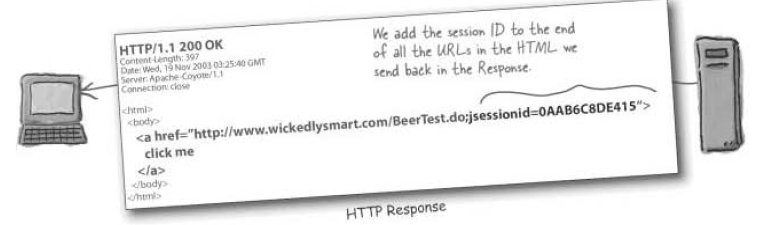 HTTP/1.1 200 OK
Content-Length: 397
Date: Wed, 19 Nov 2003 03:25:40 GMT
Server: Apache-Coyote/1.1
Connection: close
<html>
<body>
<a href="http://www.wickedlysmart.com/BeerTest.do;jsessionid=0AAB6C8DE415">
click me
</a>
</body>
</html>
We add the session ID to the end
of all the URLs in the HTML we
send back in the Response.
HTTP Response